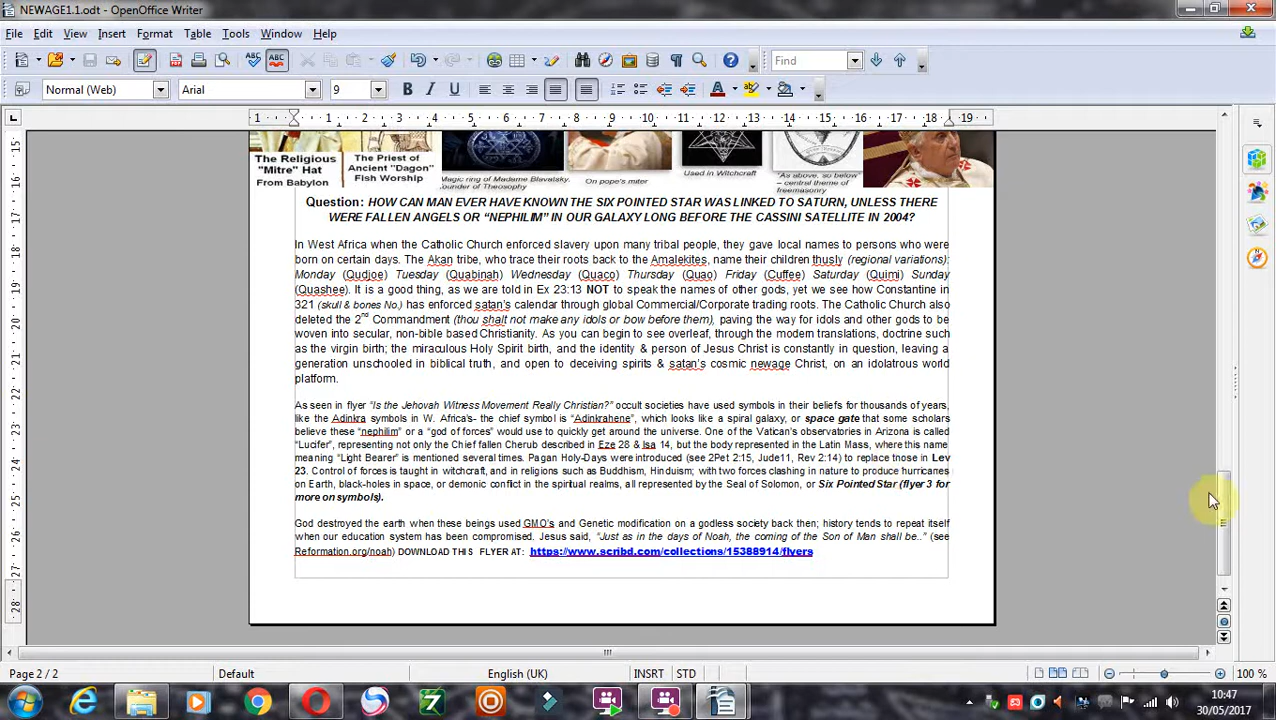 NEWAGE1.1.odt - OpenOffice Writer
File Edit View Insert Format Table Tools Window Help
Find
Normal (Web) Arial 9
1 1 2 3 4 5 6 7 8 9 10 11 12 13 14 15 16 17 18 19
The Religious
"Mitre" Hat
From Babylon
The Priest of
Ancient "Dagon"
Fish Worship
Magic ring of Madame Blavatsky,
founder of Theosophy
On pope's miter
Used in Witchcraft
"As above, so below"
– central theme of
freemasonry
Question: HOW CAN MAN EVER HAVE KNOWN THE SIX POINTED STAR WAS LINKED TO SATURN, UNLESS THERE
WERE FALLEN ANGELS OR “NEPHILIM” IN OUR GALAXY LONG BEFORE THE CASSINI SATELLITE IN 2004?
In West Africa when the Catholic Church enforced slavery upon many tribal people, they gave local names to persons who were
born on certain days. The Akan tribe, who trace their roots back to the Amalekites, name their children thusly (regional variations);
Monday (Qudjoe) Tuesday (Quabinah) Wednesday (Quaco) Thursday (Quao) Friday (Cuffee) Saturday (Quimi) Sunday
(Quashee). It is a good thing, as we are told in Ex 23:13 NOT to speak the names of other gods, yet we see how Constantine in
321 (skull & bones No.) has enforced satan's calendar through global Commercial/Corporate trading roots. The Catholic Church also
deleted the 2nd Commandment (thou shalt not make any idols or bow before them), paving the way for idols and other gods to be
woven into secular, non-bible based Christianity. As you can begin to see overleaf, through the modern translations, doctrine such
as the virgin birth; the miraculous Holy Spirit birth, and the identity & person of Jesus Christ is constantly in question, leaving a
generation unschooled in biblical truth, and open to deceiving spirits & satan's cosmic newage Christ, on an idolatrous world
platform.
As seen in flyer “Is the Jehovah Witness Movement Really Christian?” occult societies have used symbols in their beliefs for thousands of years,
like the Adinkra symbols in W. Africa's- the chief symbol is “Adinkrahene”, which looks like a spiral galaxy, or space gate that some scholars
believe these “nephilim” or a “god of forces” would use to quickly get around the universe. One of the Vatican's observatories in Arizona is called
“Lucifer”, representing not only the Chief fallen Cherub described in Eze 28 & Isa 14, but the body represented in the Latin Mass, where this name
meaning “Light Bearer” is mentioned several times. Pagan Holy-Days were introduced (see 2Pet 2:15, Jude11, Rev 2:14) to replace those in Lev
23. Control of forces is taught in witchcraft, and in religions such as Buddhism, Hinduism; with two forces clashing in nature to produce hurricanes
on Earth, black-holes in space, or demonic conflict in the spiritual realms, all represented by the Seal of Solomon, or Six Pointed Star (flyer 3 for
more on symbols).
God destroyed the earth when these beings used GMO's and Genetic modification on a godless society back then; history tends to repeat itself
when our education system has been compromised. Jesus said, “Just as in the days of Noah, the coming of the Son of Man shall be..” (see
Reformation.org/noah) DOWNLOAD THIS FLYER AT: https://www.scribd.com/collections/15388914/flyers
Page 2 / 2 Default English (UK) INSRT STD 100 %
10:47
30/05/2017